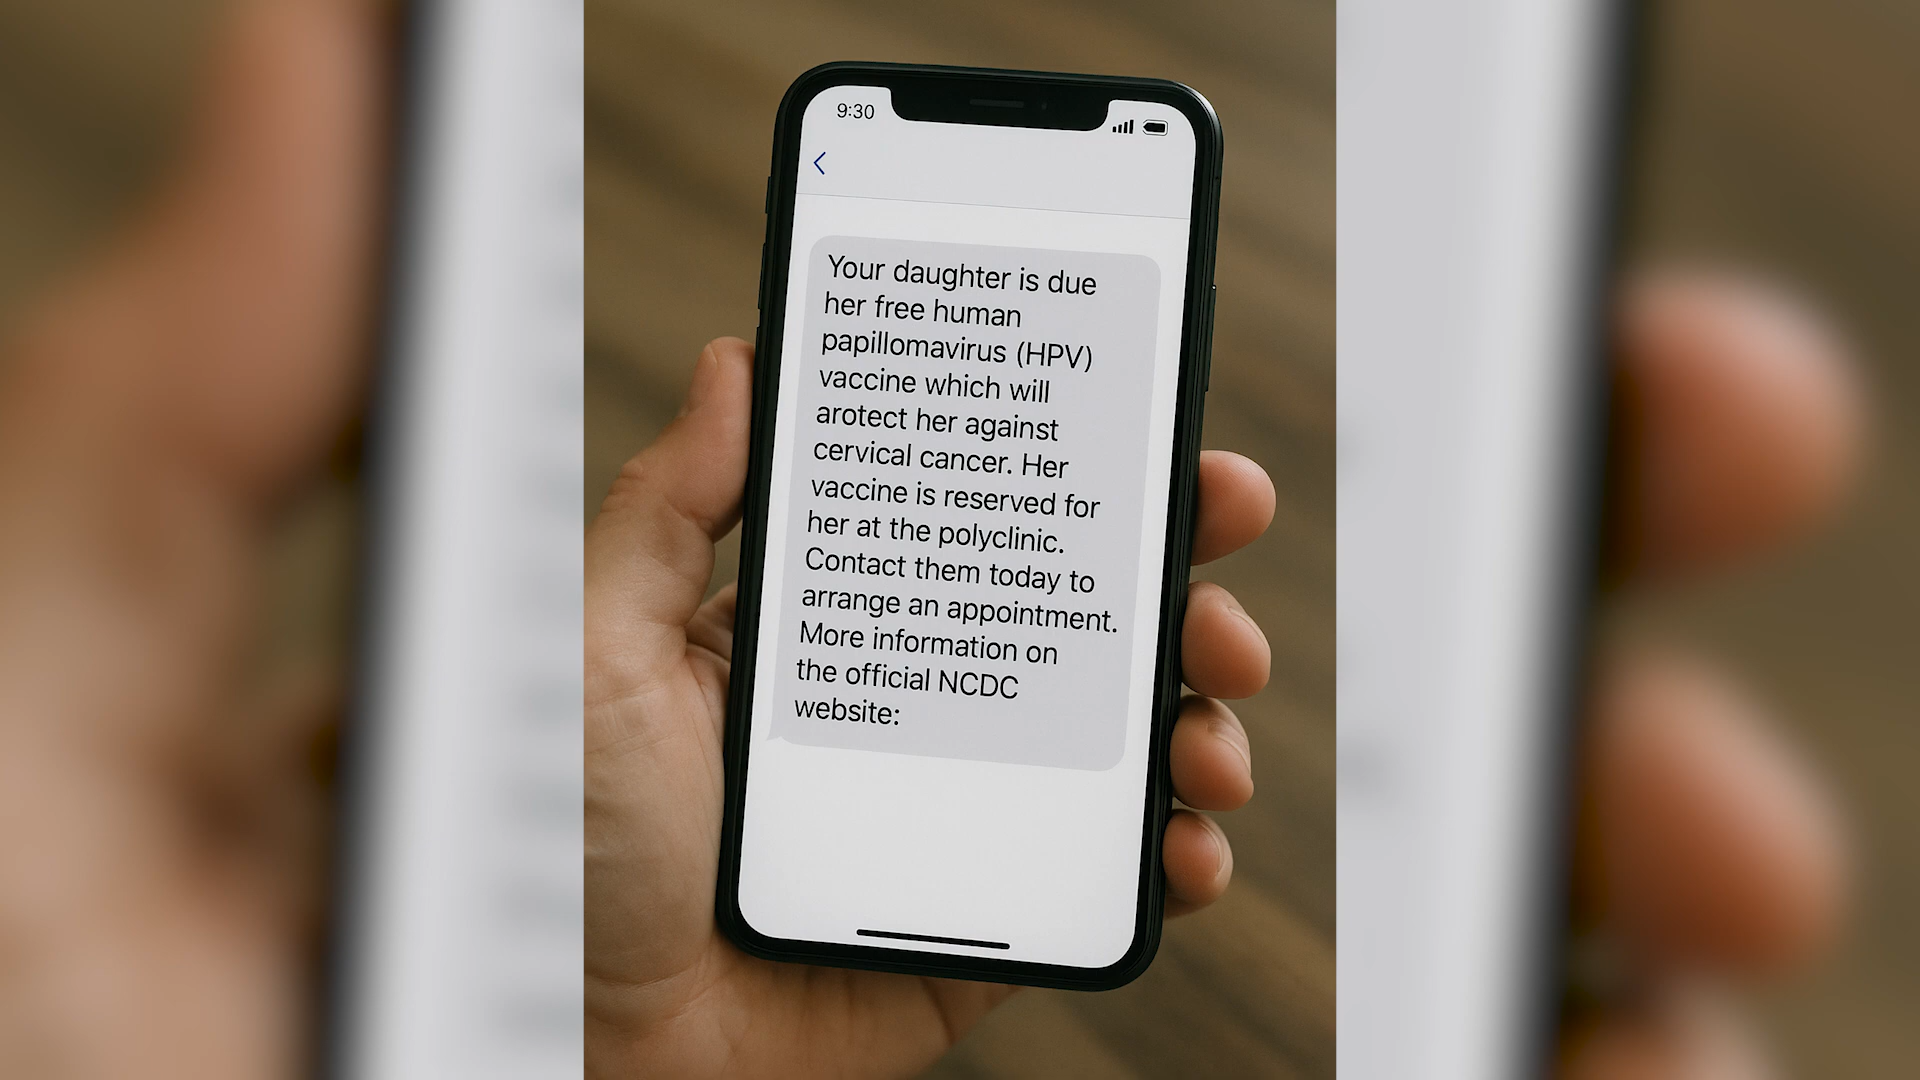 9:30
Your daughter is due
her free human
papillomavirus (HPV)
vaccine which will
arotect her against
cervical cancer. Her
vaccine is reserved for
her at the polyclinic.
Contact them today to
arrange an appointment.
More information on
the official NCDC
website: